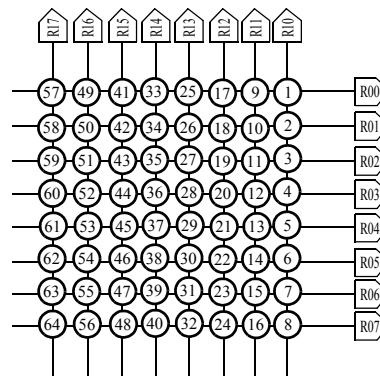 R17 R16 R15 R14 R13 R12 R11 R10
57 49 41 33 25 17 9 1 R00
58 50 42 34 26 18 10 2 R01
59 51 43 35 27 19 11 3 R02
60 52 44 36 28 20 12 4 R03
61 53 45 37 29 21 13 5 R04
62 54 46 38 30 22 14 6 R05
63 55 47 39 31 23 15 7 R06
64 56 48 40 32 24 16 8 R07